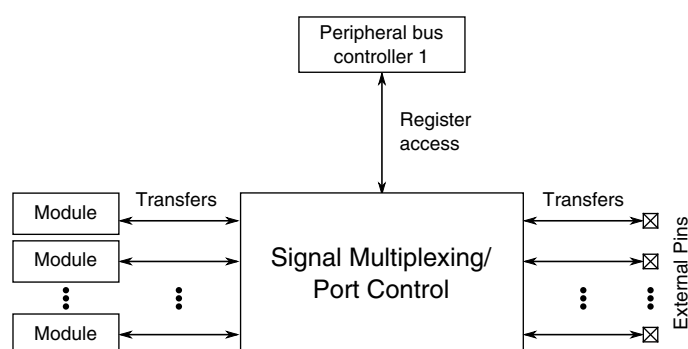 Peripheral bus
controller 1
Register
access
Transfers
Transfers
Module
Module
Module
Signal Multiplexing/
Port Control
External Pins